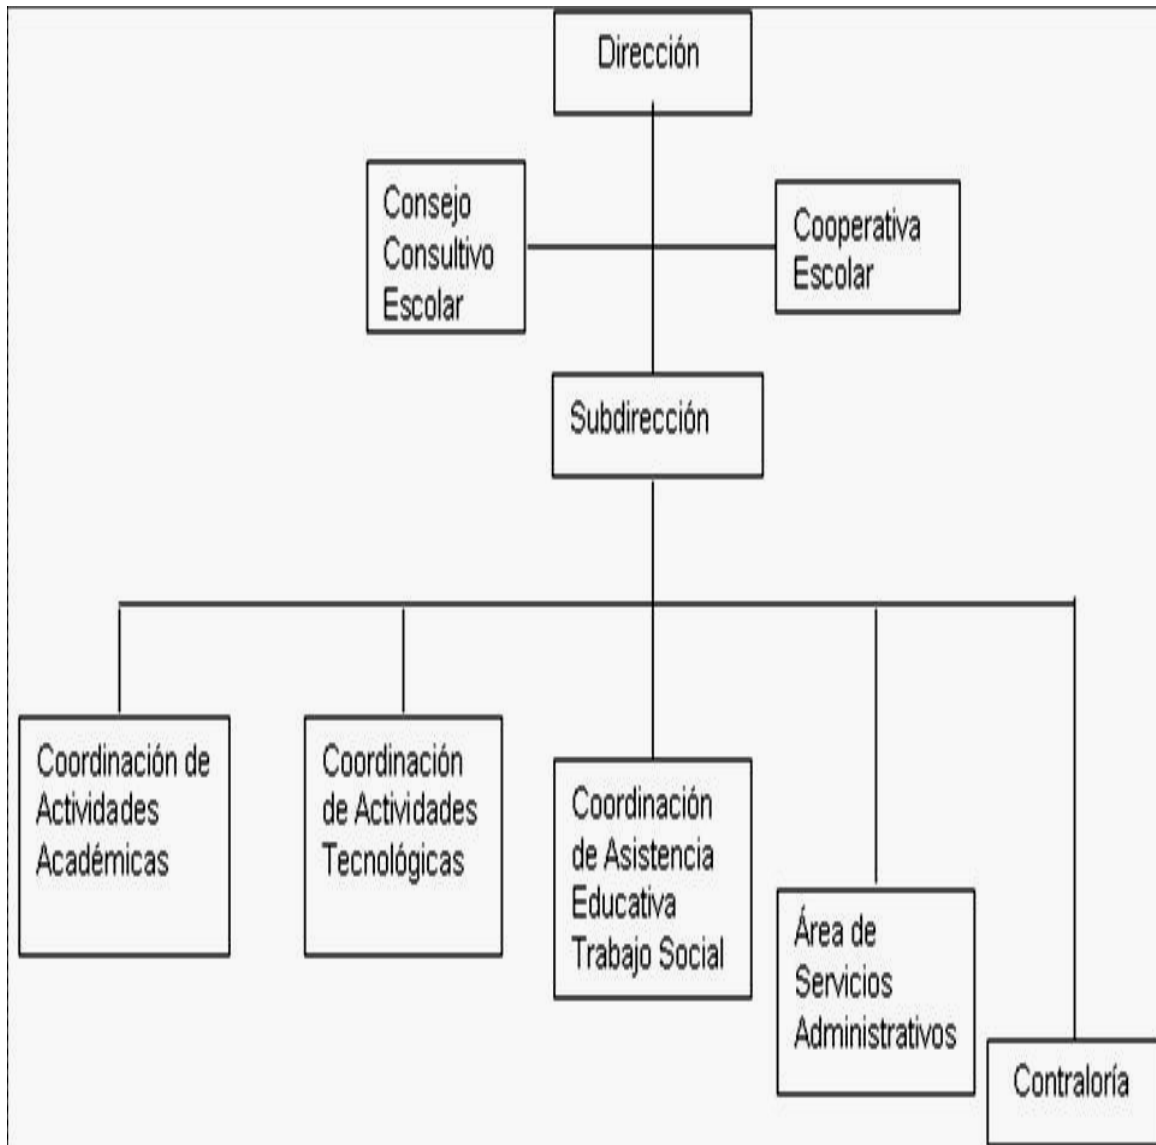 Dirección
Consejo
Consultivo
Escolar
Cooperativa
Escolar
Subdirección
Coordinación de
Actividades
Académicas
Coordinación
de Actividades
Tecnológicas
Coordinación
de Asistencia
Educativa
Trabajo Social
Área de
Servicios
Administrativos
Contraloría